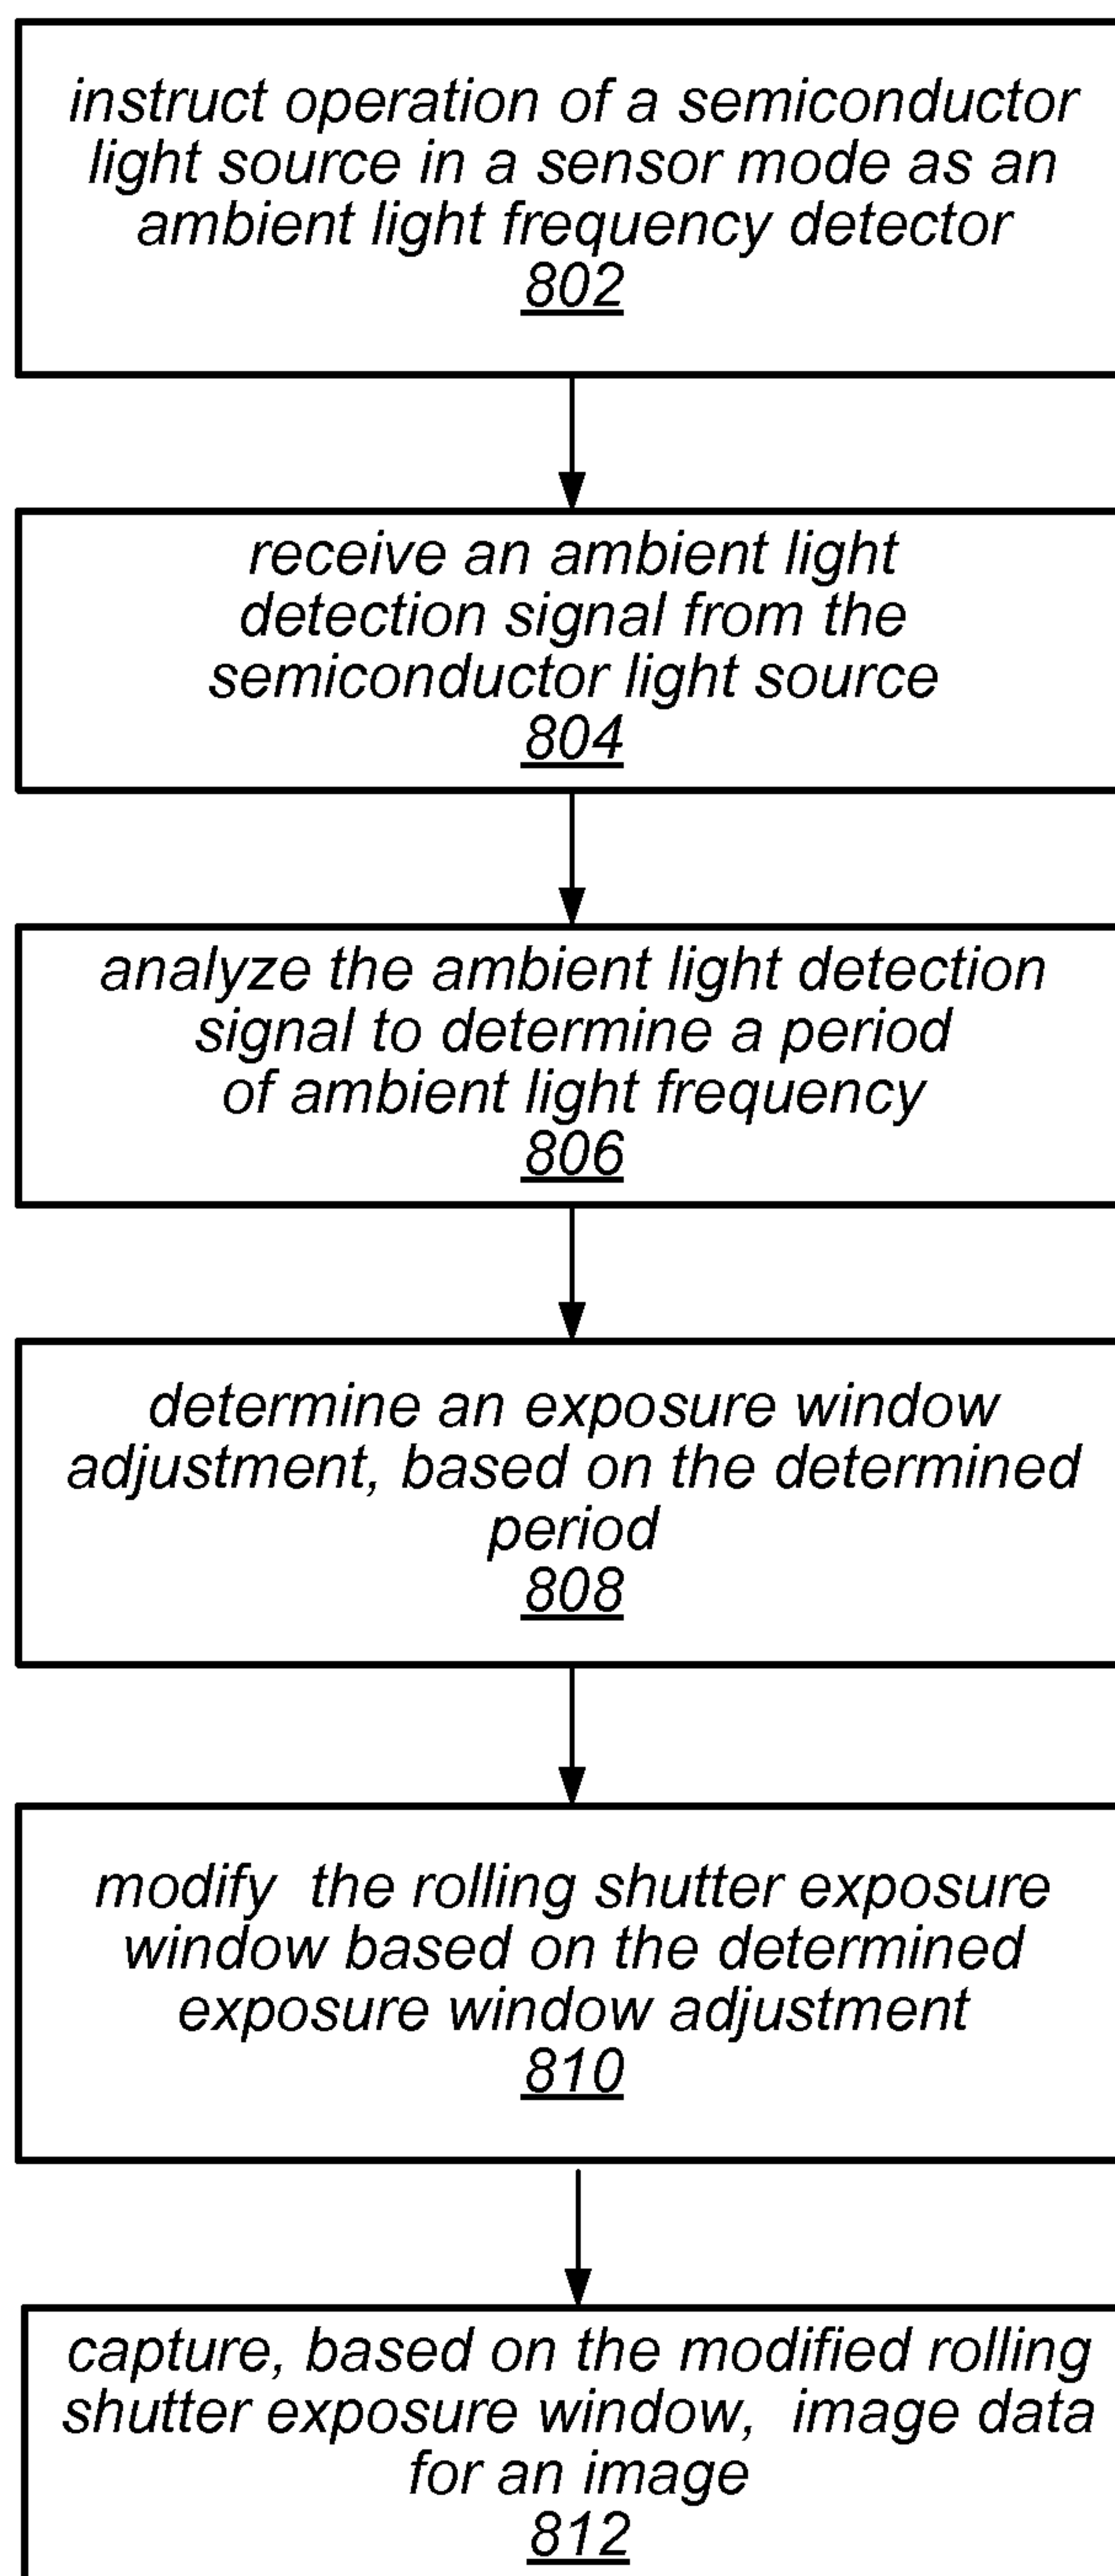 instruct operation of a semiconductor
light source in a sensor mode as an
ambient light frequency detector
802
receive an ambient light
detection signal from the
semiconductor light source
804
analyze the ambient light detection
signal to determine a period
of ambient light frequency
806
determine an exposure window
adjustment, based on the determined
period
808
modify  the rolling shutter exposure
window based on the determined
exposure window adjustment
810
capture, based on the modified rolling
shutter exposure window,  image data
for an image
812